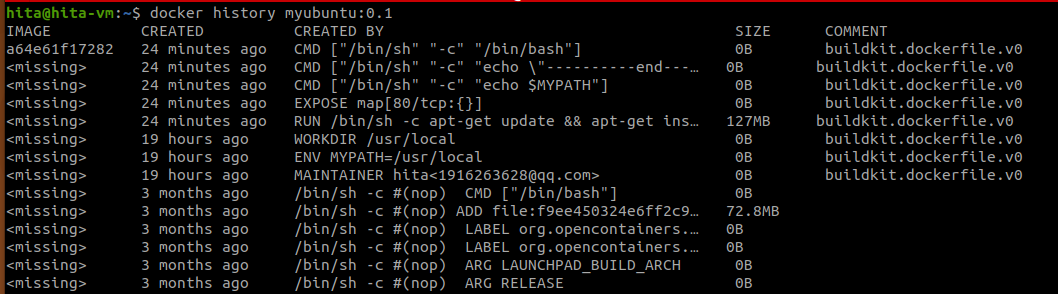 hita@hita-vm:~$ docker history myubuntu:0.1
IMAGE CREATED CREATED BY SIZE COMMENT
a64e61f17282 24 minutes ago CMD ["/bin/sh" "-c" "/bin/bash"] 0B buildkit.dockerfile.v0
<missing> 24 minutes ago CMD ["/bin/sh" "-c" "echo \"----------end---… 0B buildkit.dockerfile.v0
<missing> 24 minutes ago CMD ["/bin/sh" "-c" "echo $MYPATH"] 0B buildkit.dockerfile.v0
<missing> 24 minutes ago EXPOSE map[80/tcp:{}] 0B buildkit.dockerfile.v0
<missing> 24 minutes ago RUN /bin/sh -c apt-get update && apt-get ins… 127MB buildkit.dockerfile.v0
<missing> 19 hours ago WORKDIR /usr/local 0B buildkit.dockerfile.v0
<missing> 19 hours ago ENV MYPATH=/usr/local 0B buildkit.dockerfile.v0
<missing> 19 hours ago MAINTAINER hita<1916263628@qq.com> 0B buildkit.dockerfile.v0
<missing> 3 months ago /bin/sh -c #(nop) CMD ["/bin/bash"] 0B
<missing> 3 months ago /bin/sh -c #(nop) ADD file:f9ee450324e6ff2c9… 72.8MB
<missing> 3 months ago /bin/sh -c #(nop) LABEL org.opencontainers.… 0B
<missing> 3 months ago /bin/sh -c #(nop) LABEL org.opencontainers.… 0B
<missing> 3 months ago /bin/sh -c #(nop) ARG LAUNCHPAD_BUILD_ARCH 0B
<missing> 3 months ago /bin/sh -c #(nop) ARG RELEASE 0B